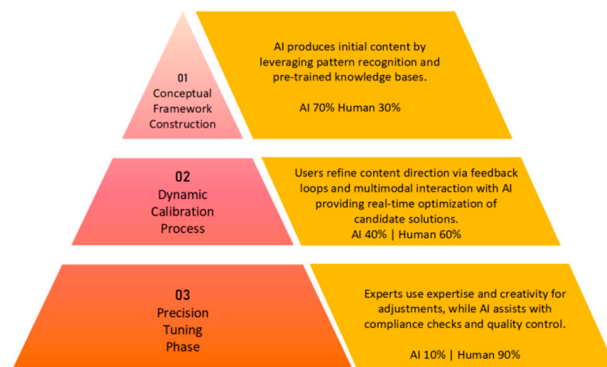 01
Conceptual
Framework
Construction
AI produces initial content by
leveraging pattern recognition and
pre-trained knowledge bases.
AI 70% Human 30%
02
Dynamic
Calibration
Process
Users refine content direction via feedback
loops and multimodal interaction with AI
providing real-time optimization of
candidate solutions.
AI 40% | Human 60%
03
Precision
Tuning
Phase
Experts use expertise and creativity for
adjustments, while AI assists with
compliance checks and quality control.
AI 10% | Human 90%